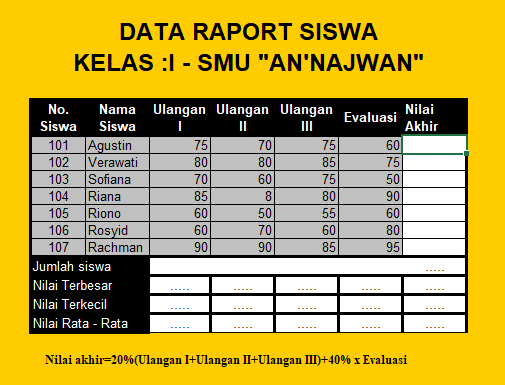 DATA RAPORT SISWA
KELAS :I - SMU "AN'NAJWAN"
No. Siswa Nama Siswa Ulangan I Ulangan II Ulangan III Evaluasi Nilai Akhir
101 Agustin 75 70 75 60
102 Verawati 80 80 85 75
103 Sofiana 70 60 75 50
104 Riana 85 8 80 90
105 Riono 60 50 55 60
106 Rosyid 60 70 60 80
107 Rachman 90 90 85 95
Jumlah siswa .....
Nilai Terbesar ..... ..... ..... ..... .....
Nilai Terkecil ..... ..... ..... ..... .....
Nilai Rata - Rata ..... ..... ..... ..... .....
Nilai akhir=20%(Ulangan I+Ulangan II+Ulangan III)+40% x Evaluasi